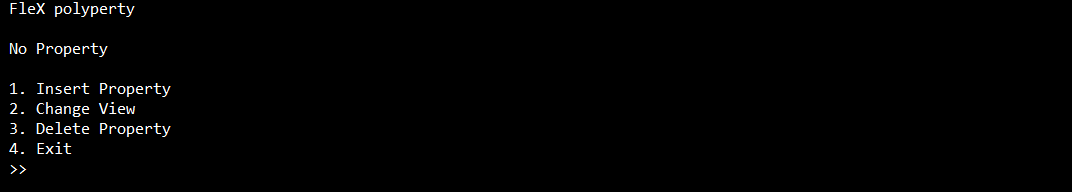 FleX polyperty
No Property
1. Insert Property
2. Change View
3. Delete Property
4. Exit
>>